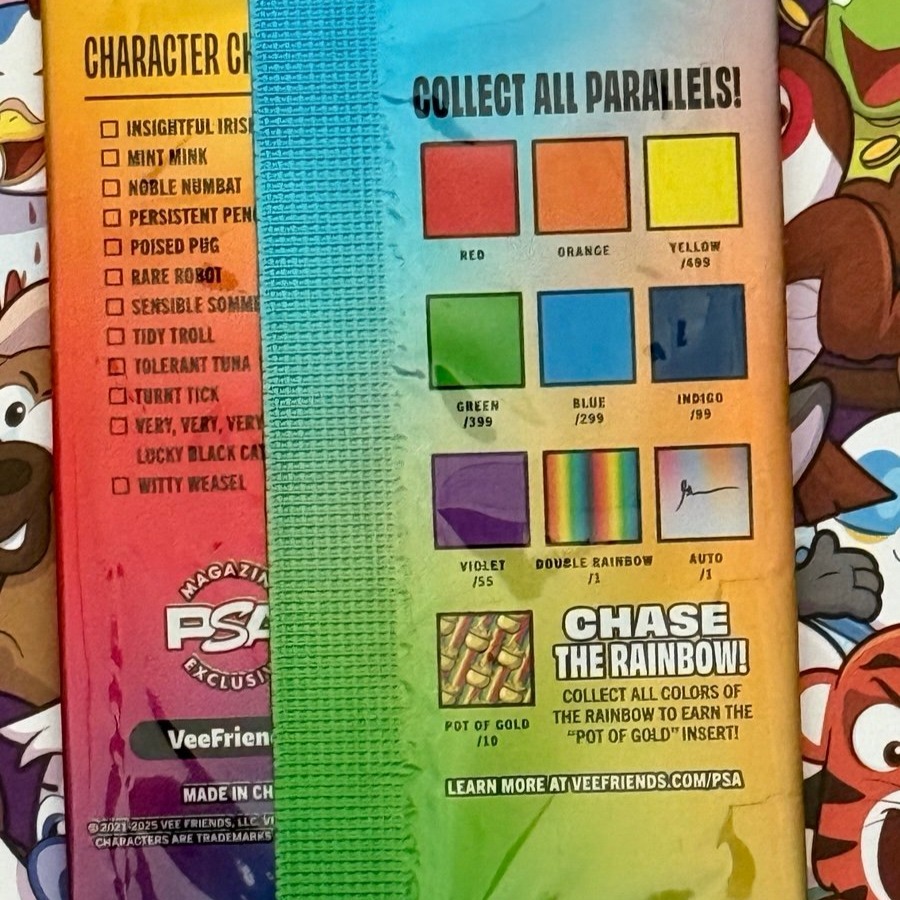 CHARACTER CH
INSIGHTFUL IRIS
MINT MINK
NOBLE NUMBAT
PERSISTENT PEN
POISED PUG
RARE ROBOT
SENSIBLE SOMME
TIDY TROLL
TOLERANT TUNA
TURNT TICK
VERY, VERY, VERY
LUCKY BLACK CAT
WITTY WEASEL
MAGAZIN
PSA
EXCLUSI
VeeFrien
MADE IN CH
© 2021-2025 VEE FRIENDS, LLC. VE
CHARACTERS ARE TRADEMARKS
COLLECT ALL PARALLELS!
RED
ORANGE
YELLOW
/499
GREEN
/399
BLUE
/299
INDIGO
/99
VIOLET
/55
DOUBLE RAINBOW
/1
AUTO
/1
POT OF GOLD
/10
CHASE
THE RAINBOW!
COLLECT ALL COLORS OF
THE RAINBOW TO EARN THE
"POT OF GOLD" INSERT!
LEARN MORE AT VEEFRIENDS.COM/PSA